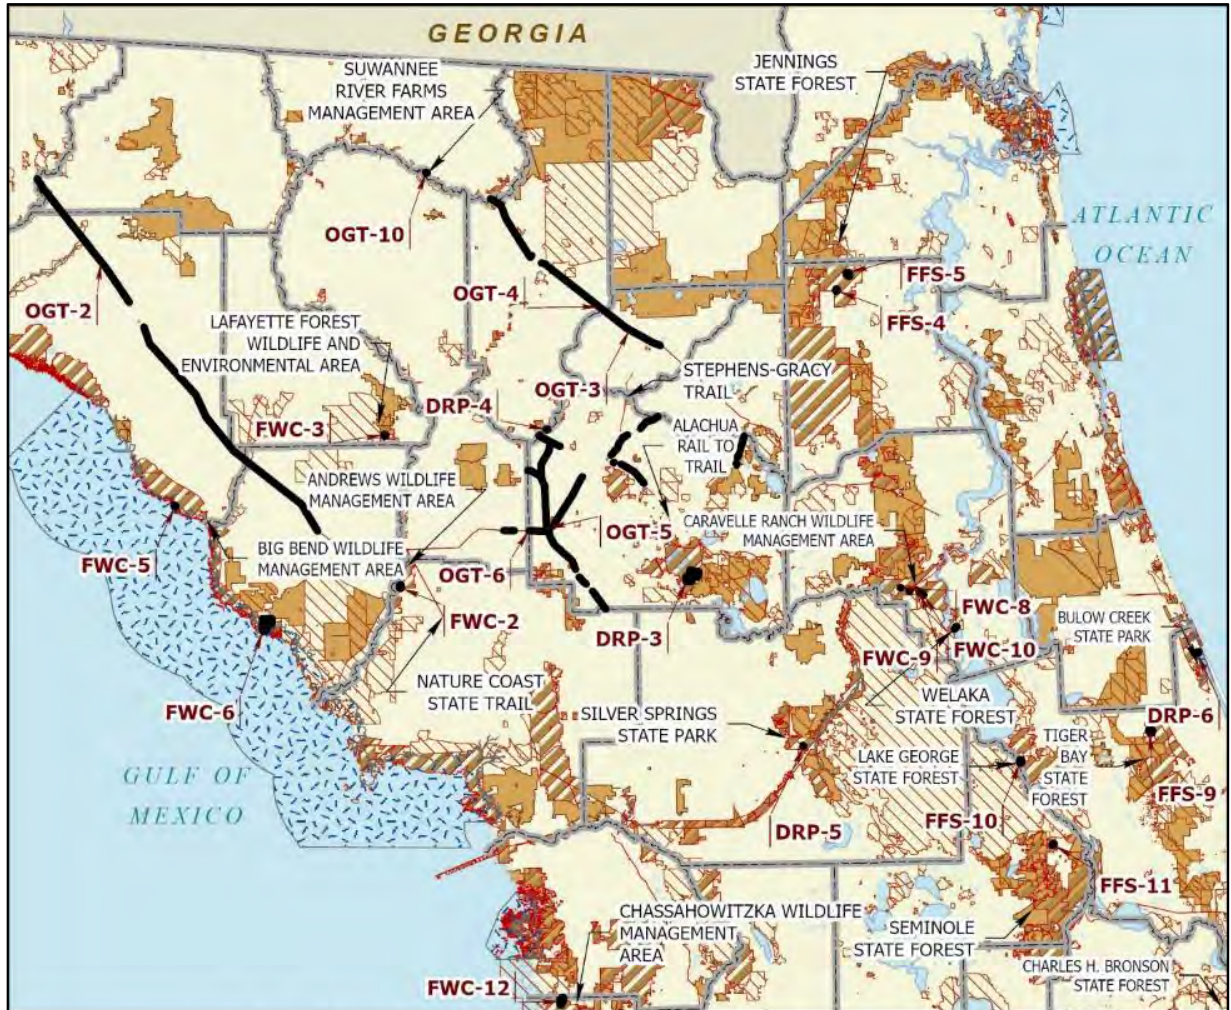 GEORGIA
JENNINGS
STATE FOREST
SUWANNEE
RIVER FARMS
MANAGEMENT AREA
ATLANTIC
OCEAN
OGT-10
FFS-5
OGT-4
OGT-2
FFS-4
LAFAYETTE FOREST
WILDLIFE AND
ENVIRONMENTAL AREA
STEPHENS-GRACY
TRAIL
OGT-3
DRP-4
FWC-3
ALACHUA
RAIL TO
TRAIL
ANDREWS WILDLIFE
MANAGEMENT AREA
CARAVELLE RANCH WILDLIFE
MANAGEMENT AREA
OGT-5
BIG BEND WILDLIFE
MANAGEMENT AREA
FWC-5
OGT-6
FWC-2
DRP-3
FWC-8
FWC-9
FWC-10
BULOW CREEK
STATE PARK
NATURE COAST
STATE TRAIL
WELAKA
STATE FOREST
FWC-6
SILVER SPRINGS
STATE PARK
DRP-6
LAKE GEORGE
STATE FOREST
TIGER
BAY
STATE
FOREST
GULF OF
MEXICO
FFS-9
FFS-10
DRP-5
FFS-11
CHASSAHOWITZKA WILDLIFE
MANAGEMENT
AREA
SEMINOLE
STATE FOREST
CHARLES H. BRONSON
STATE FOREST
FWC-12